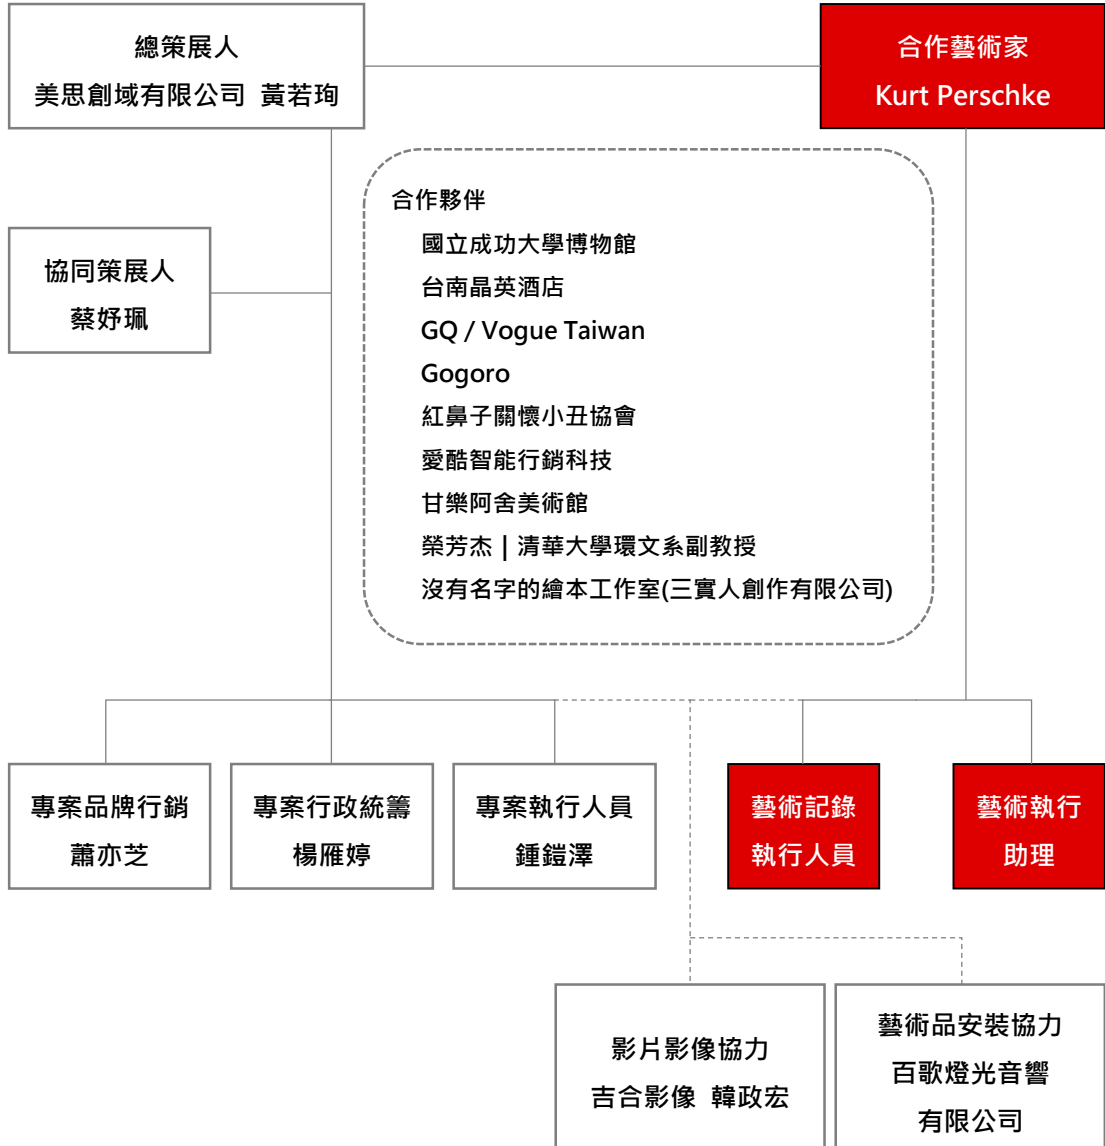 總策展人
美思創域有限公司 黃若珣
合作藝術家
Kurt Perschke
合作夥伴
國立成功大學博物館
台南晶英酒店
GQ / Vogue Taiwan
Gogoro
紅鼻子關懷小丑協會
愛酷智能行銷科技
甘樂阿舍美術館
榮芳杰 | 清華大學環文系副教授
沒有名字的繪本工作室(三實人創作有限公司)
協同策展人
蔡妤珮
專案品牌行銷
蕭亦芝
專案行政統籌
楊雁婷
專案執行人員
鍾鎧澤
藝術記錄
執行人員
藝術執行
助理
影片影像協力
吉合影像 韓政宏
藝術品安裝協力
百歌燈光音響
有限公司